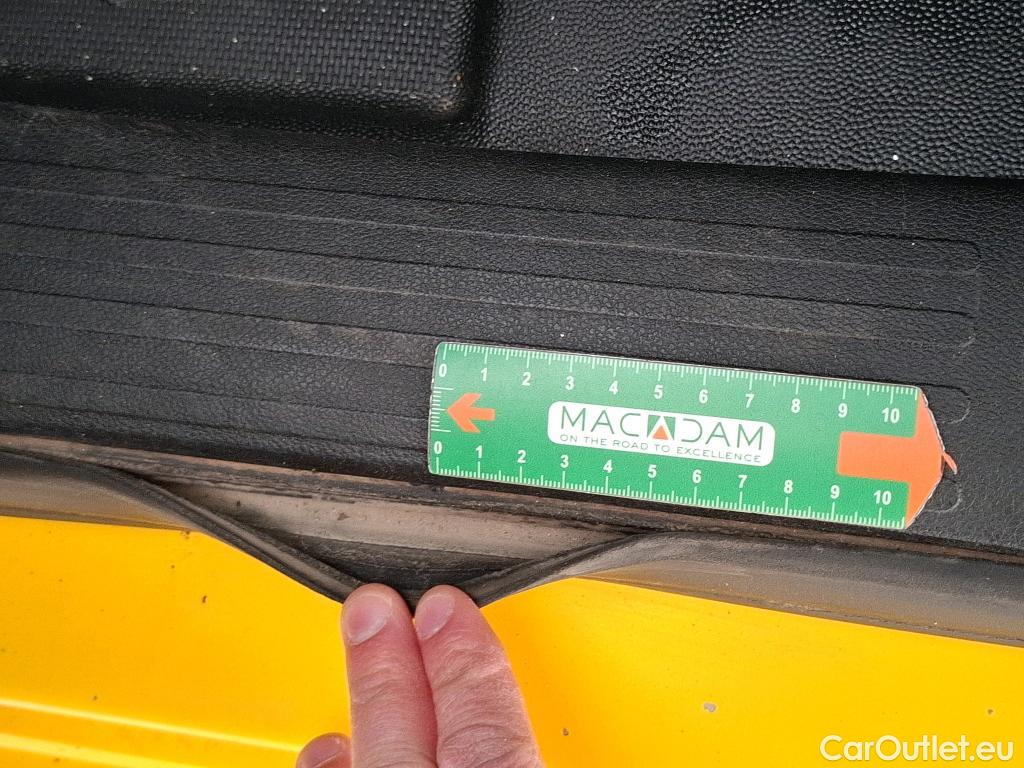 0 1 2 3 4 5 6 7 8 9 10
MACADAM
ON THE ROAD TO EXCELLENCE
0 1 2 3 4 5 6 7 8 9 10
CarOutlet.eu